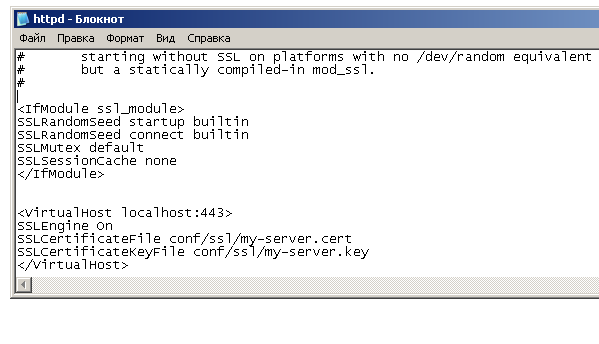 httpd - Блокнот
Файл Правка Формат Вид Справка
# starting without SSL on platforms with no /dev/random equivalent
# but a statically compiled-in mod_ssl.
#
<IfModule ssl_module>
SSLRandomSeed startup builtin
SSLRandomSeed connect builtin
SSLMutex default
SSLSessionCache none
</IfModule>
<VirtualHost localhost:443>
SSLEngine On
SSLCertificateFile conf/ssl/my-server.cert
SSLCertificateKeyFile conf/ssl/my-server.key
</VirtualHost>